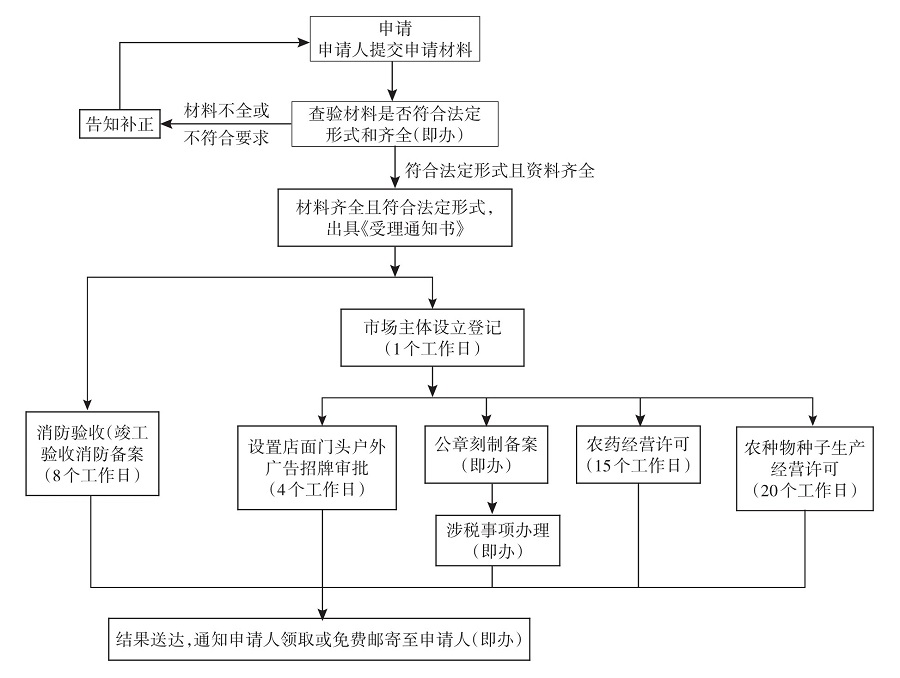 申请
申请人提交申请材料
材料不全或
不符合要求
告知补正
查验材料是否符合法定
形式和齐全(即办)
符合法定形式且资料齐全
材料齐全且符合法定形式,
出具《受理通知书》
市场主体设立登记
(1个工作日)
消防验收(竣工
验收消防备案
(8个工作日)
设置店面门头户外
广告招牌审批
(4个工作日)
公章刻制备案
(即办)
农药经营许可
(15个工作日)
农种物种子生产
经营许可
(20个工作日)
涉税事项办理
(即办)
结果送达,通知申请人领取或免费邮寄至申请人(即办)